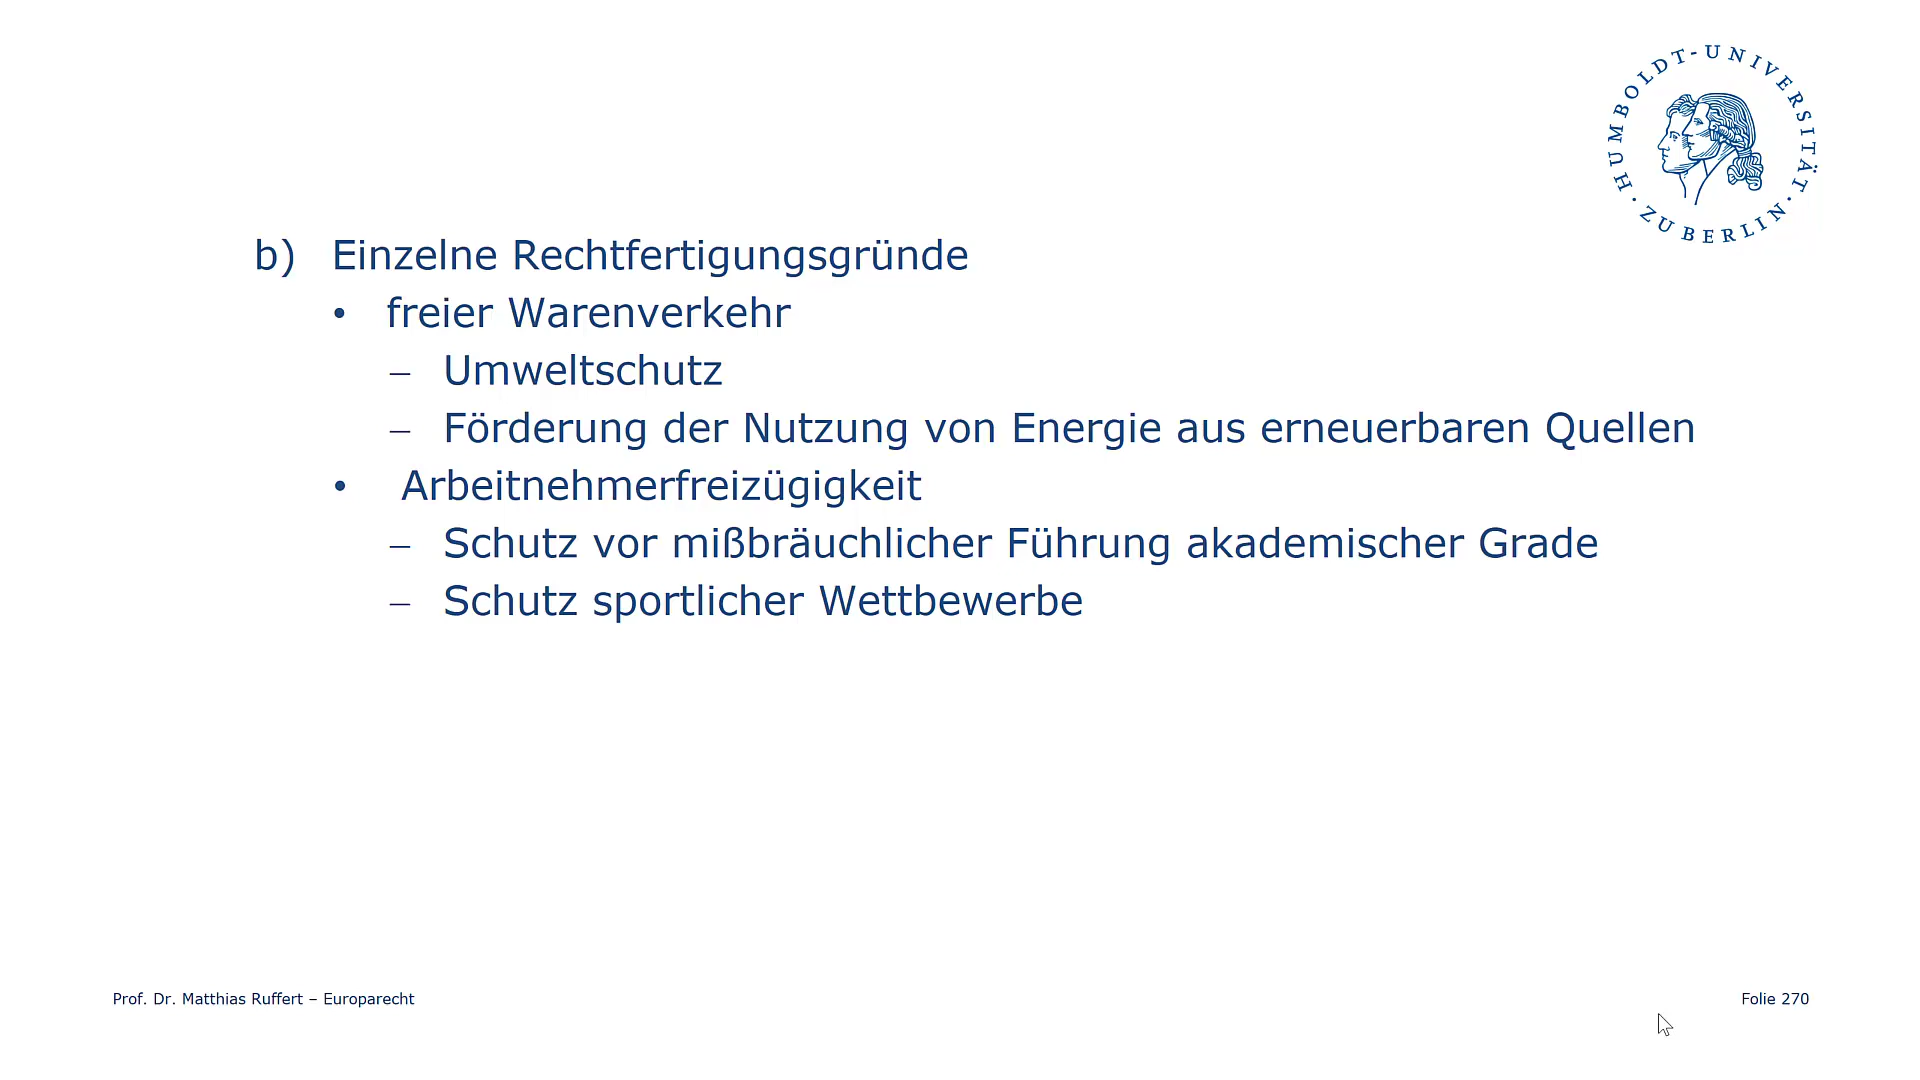 HUMBOLDT-UNIVERSITÄT · ZU BERLIN ·
b) Einzelne Rechtfertigungsgründe
• freier Warenverkehr
– Umweltschutz
– Förderung der Nutzung von Energie aus erneuerbaren Quellen
• Arbeitnehmerfreizügigkeit
– Schutz vor mißbräuchlicher Führung akademischer Grade
– Schutz sportlicher Wettbewerbe
Prof. Dr. Matthias Ruffert – Europarecht
Folie 270